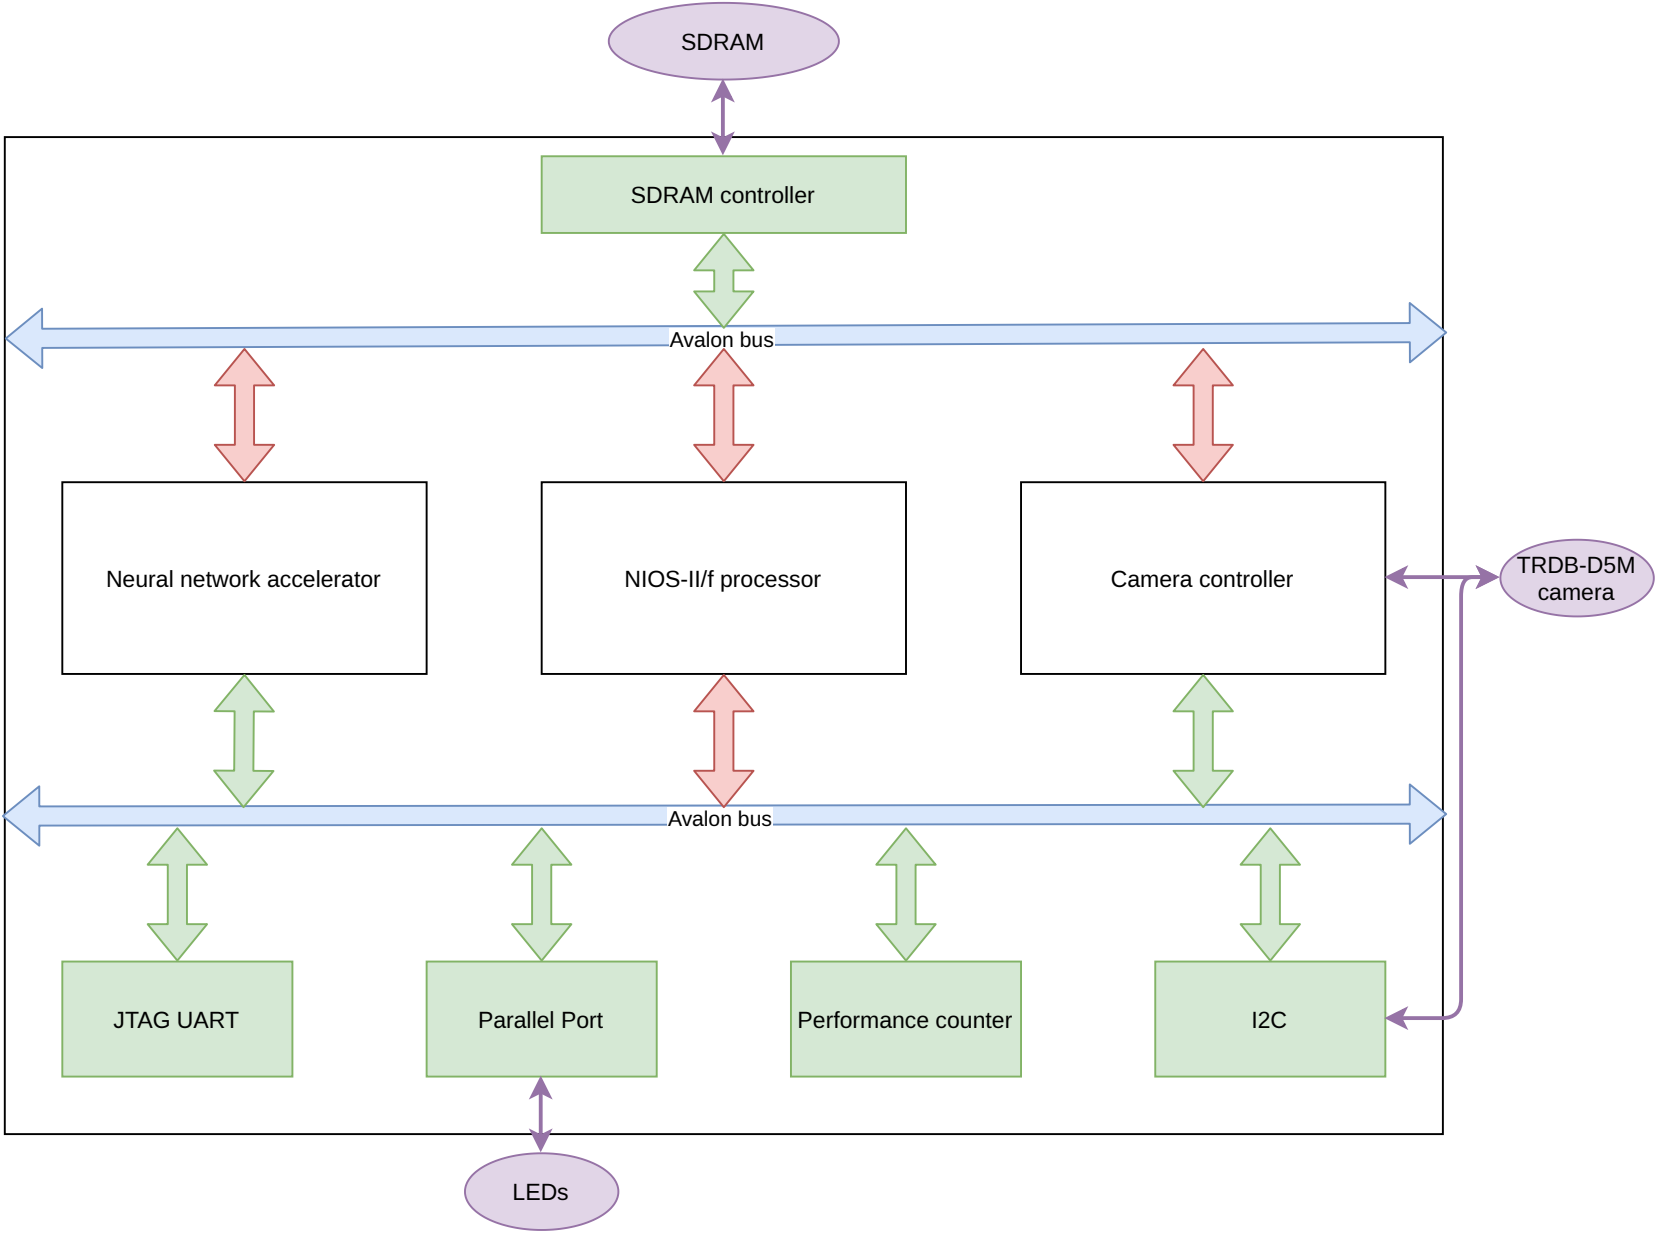 SDRAM
SDRAM controller
Avalon bus
Neural network accelerator
NIOS-II/f processor
Camera controller
TRDB-D5M
camera
Avalon bus
JTAG UART
Parallel Port
Performance counter
I2C
LEDs